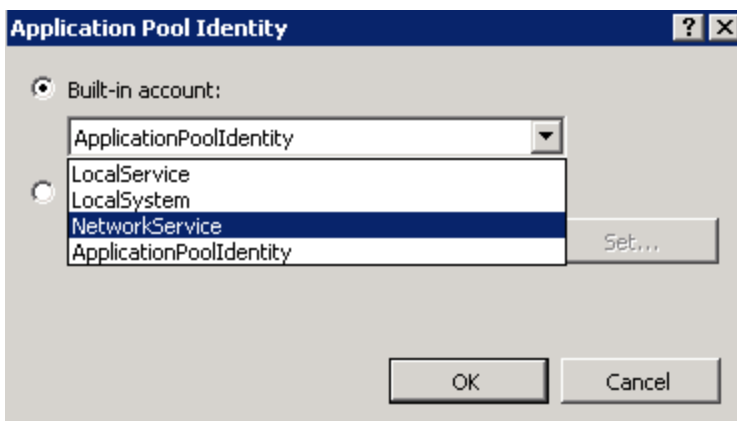 Application Pool Identity
Built-in account:
ApplicationPoolIdentity
LocalService
LocalSystem
NetworkService
ApplicationPoolIdentity
Set...
OK
Cancel